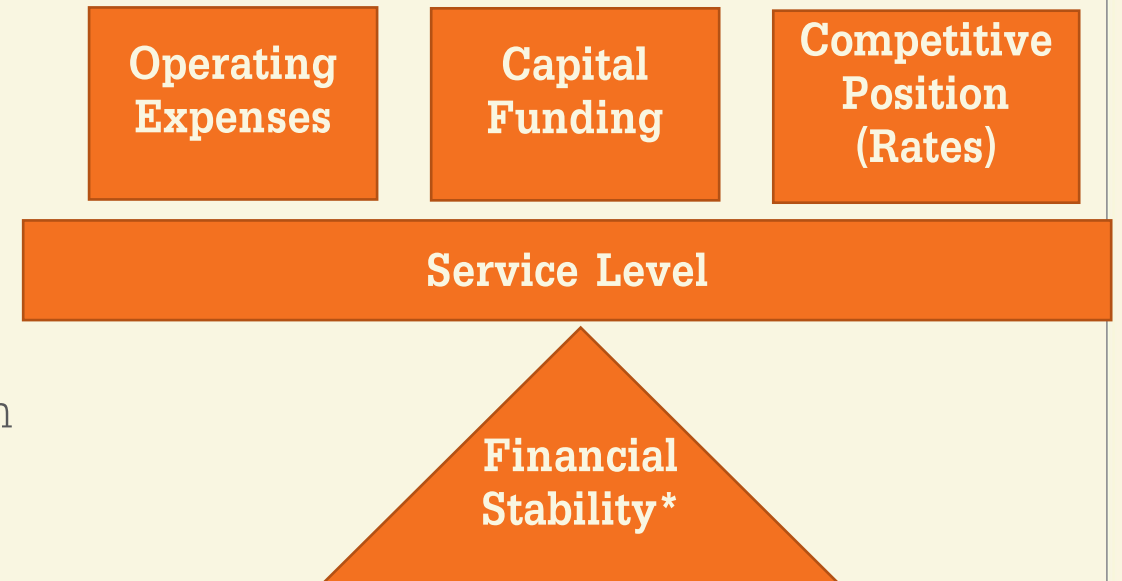 Operating
Expenses
Capital
Funding
Competitive
Position
(Rates)
Service Level
n
Financial
Stability*